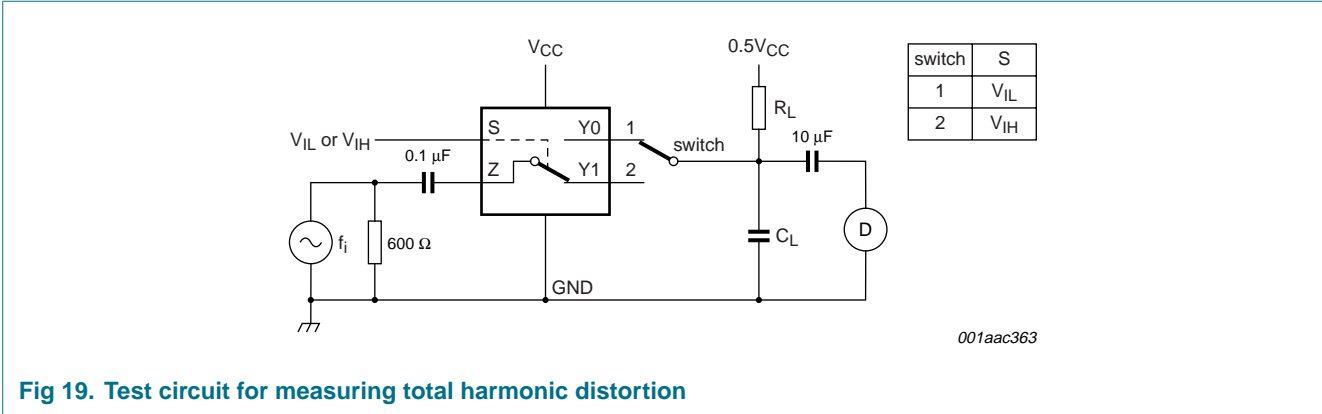 VCC
0.5VCC
switch S
1 VIL
2 VIH
RL
S Y0 1
VIL or VIH
switch
10 μF
0.1 μF
Z Y1 2
fi
600 Ω
CL
D
GND
001aac363
Fig 19. Test circuit for measuring total harmonic distortion